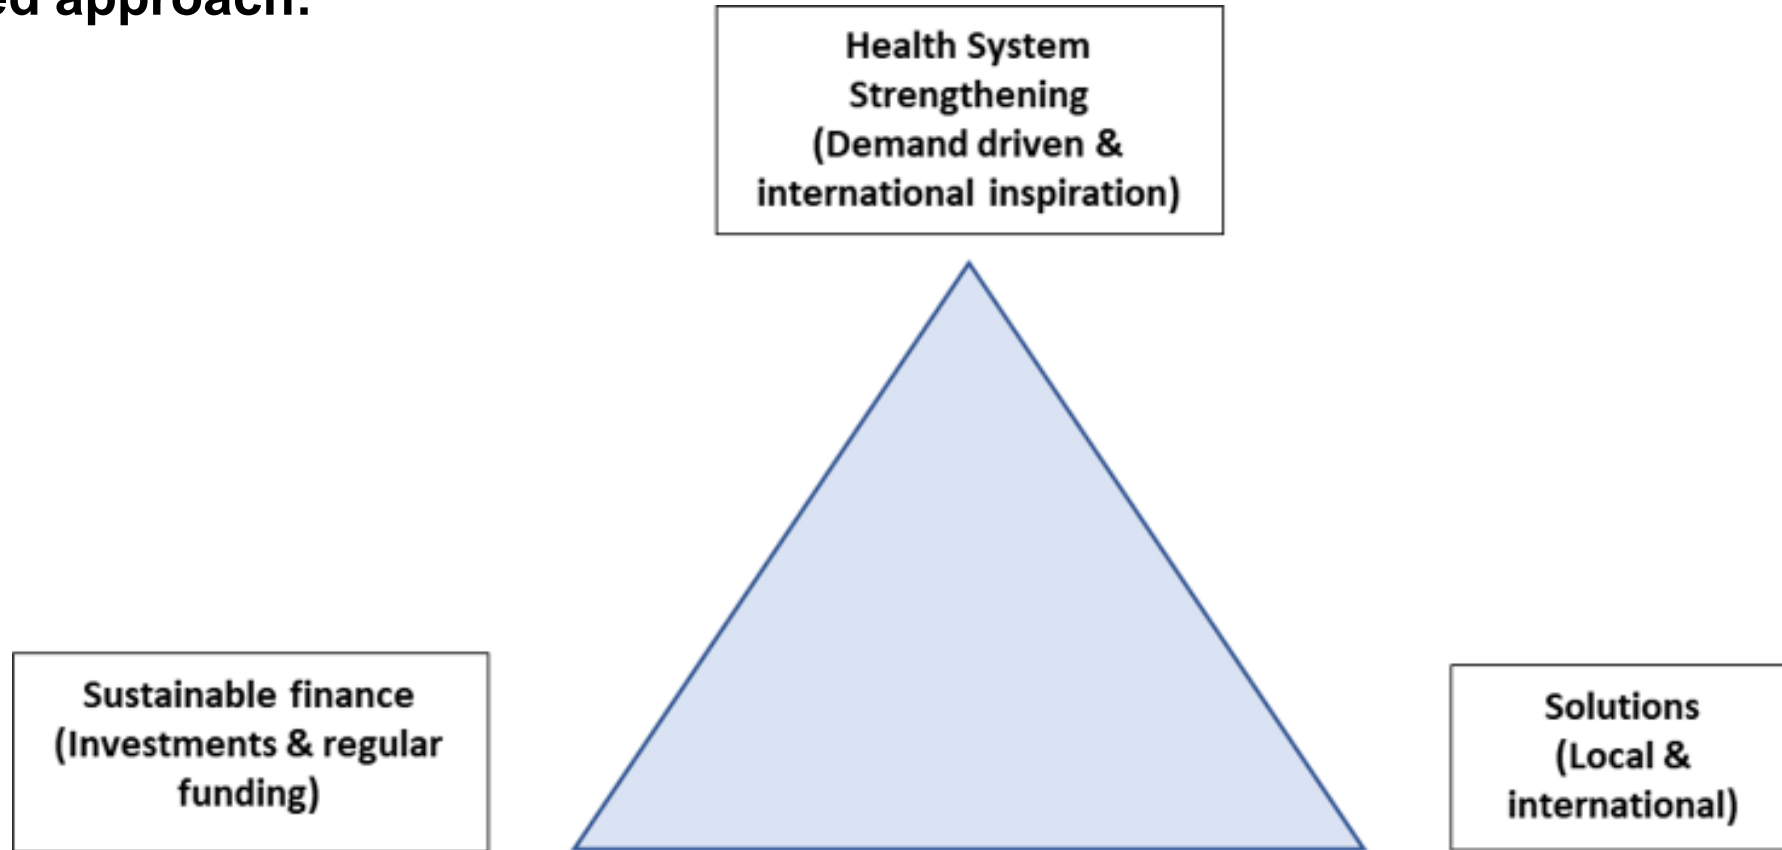 ed approach:
Health System
Strengthening
(Demand driven &
international inspiration)
Sustainable finance
(Investments & regular
funding)
Solutions
(Local &
international)